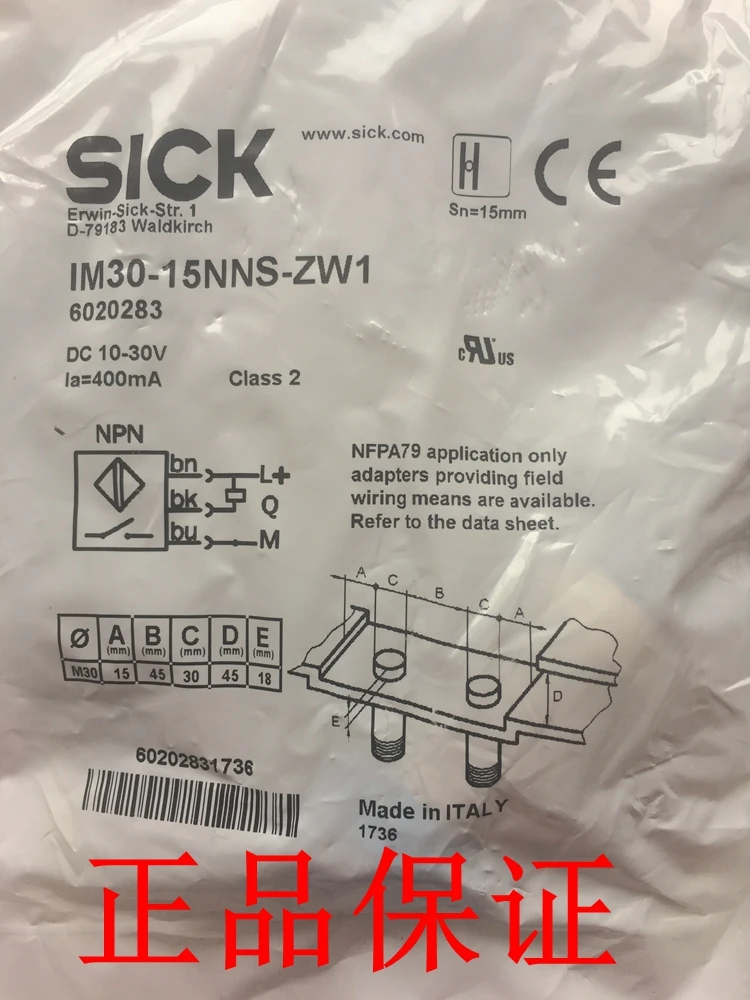 SICK
www.sick.com
Erwin-Sick-Str. 1
D-79183 Waldkirch
Sn=15mm
CE
IM30-15NNS-ZW1
6020283
DC 10-30V
Ia=400mA
Class 2
c RU US
NPN
bn
L+
bk
Q
bu
M
NFPA79 application only
adapters providing field
wiring means are available.
Refer to the data sheet.
A C B C A
D
E
Ø A (mm) B (mm) C (mm) D (mm) E (mm)
M30 15 45 30 45 18
60202831736
Made in ITALY
1736
正品保证